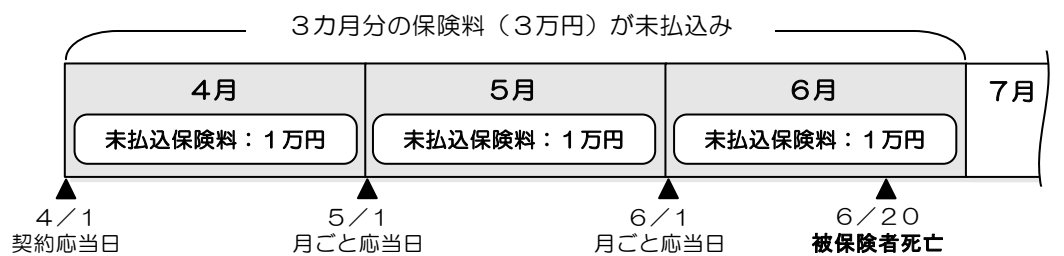 ３カ月分の保険料（３万円）が未払込み
４月
５月
６月
７月
未払込保険料：１万円
未払込保険料：１万円
未払込保険料：１万円
４／１
５／１
６／１
６／２０
契約応当日
月ごと応当日
月ごと応当日
被保険者死亡